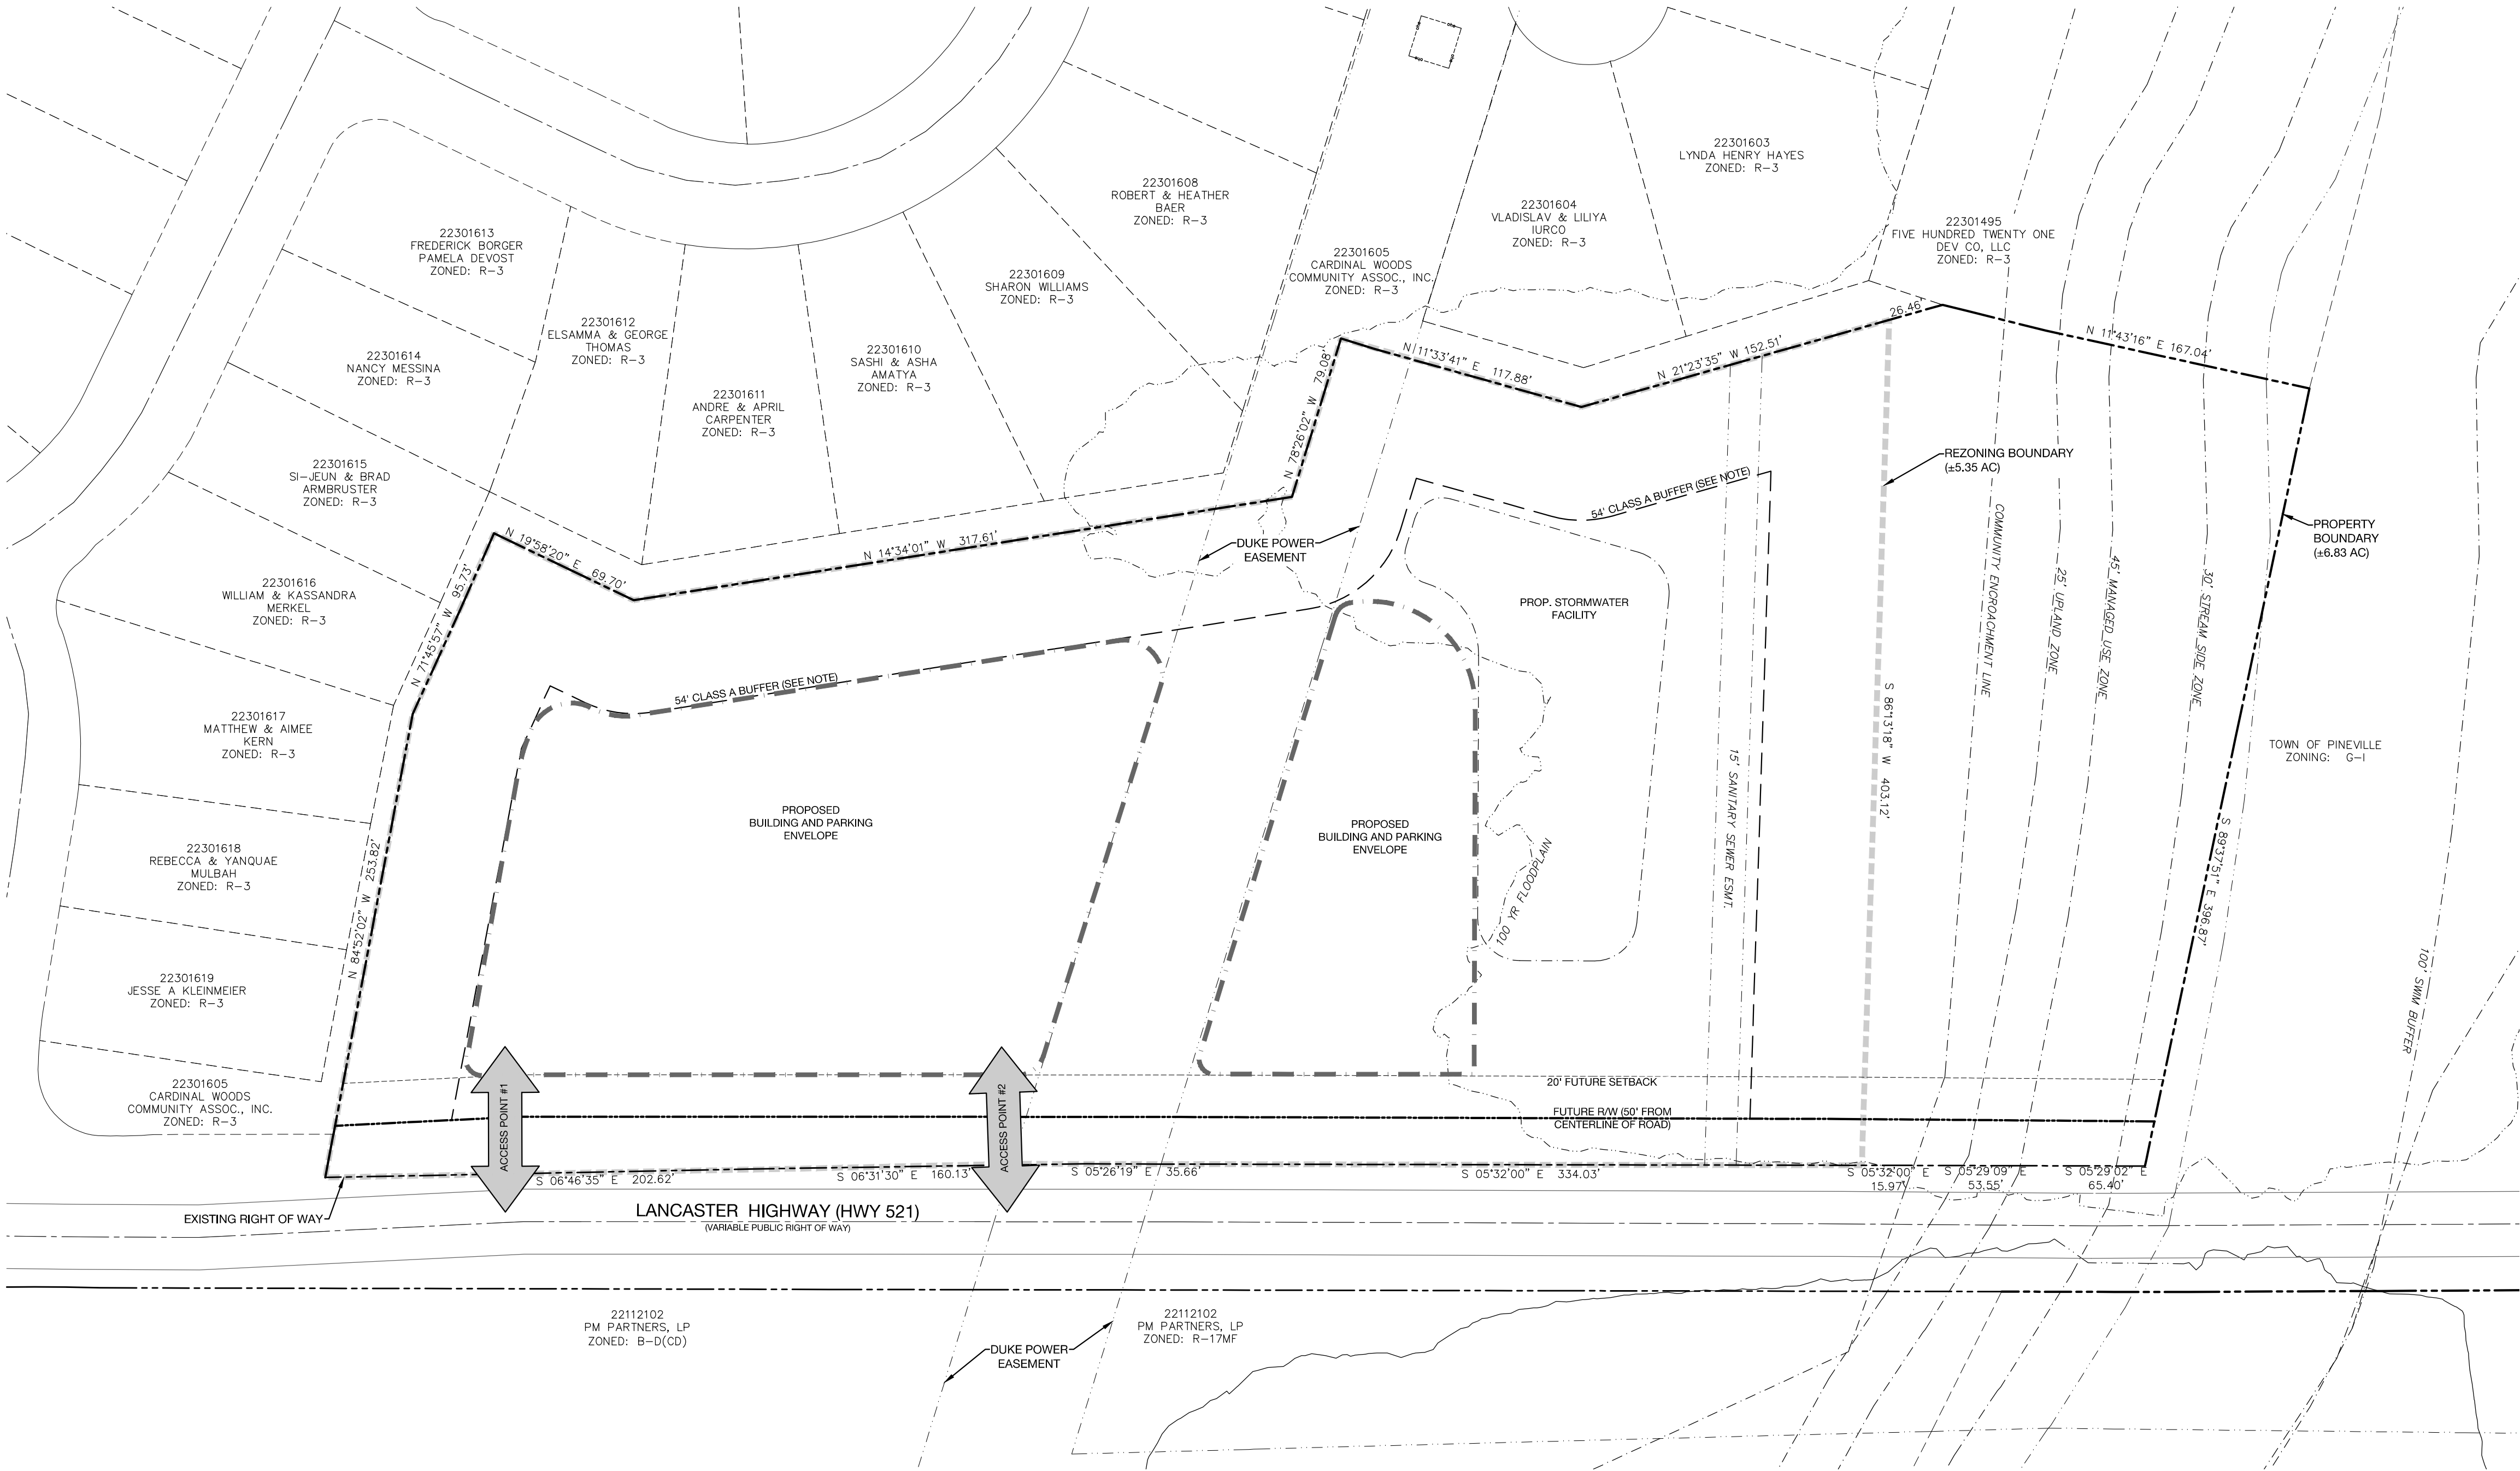 22301603
LYNDA HENRY HAYES
ZONED: R-3
22301608
ROBERT & HEATHER
BAER
ZONED: R-3
22301604
VLADISLAV & LILIYA
IURCO
ZONED: R-3
22301495
FIVE HUNDRED TWENTY ONE
DEV CO, LLC
ZONED: R-3
22301613
FREDERICK BORGER
PAMELA DEVOST
ZONED: R-3
22301605
CARDINAL WOODS
COMMUNITY ASSOC., INC.
ZONED: R-3
22301609
SHARON WILLIAMS
ZONED: R-3
22301612
ELSAMMA & GEORGE
THOMAS
ZONED: R-3
22301614
NANCY MESSINA
ZONED: R-3
22301610
SASHI & ASHA
AMATYA
ZONED: R-3
22301611
ANDRE & APRIL
CARPENTER
ZONED: R-3
22301615
SI-JEUN & BRAD
ARMBRUSTER
ZONED: R-3
22301616
WILLIAM & KASSANDRA
MERKEL
ZONED: R-3
22301617
MATTHEW & AIMEE
KERN
ZONED: R-3
22301618
REBECCA & YANQUAE
MULBAH
ZONED: R-3
22301619
JESSE A KLEINMEIER
ZONED: R-3
22301605
CARDINAL WOODS
COMMUNITY ASSOC., INC.
ZONED: R-3
N 84°52'02" W 253.82'
N 71°45'57" W 95.73'
N 19°58'20" E 69.70'
N 14°34'01" W 317.61'
N 78°26'02" W 79.08'
N 11°33'41" E 117.88'
N 21°23'35" W 152.51'
26.46'
N 11°43'16" E 167.04'
REZONING BOUNDARY
(±5.35 AC)
PROPERTY
BOUNDARY
(±6.83 AC)
54' CLASS A BUFFER (SEE NOTE)
DUKE POWER
EASEMENT
PROP. STORMWATER
FACILITY
54' CLASS A BUFFER (SEE NOTE)
COMMUNITY ENCROACHMENT LINE
25' UPLAND ZONE
45' MANAGED USE ZONE
30' STREAM SIDE ZONE
S 86°13'18" W 403.12'
TOWN OF PINEVILLE
ZONING: G-I
PROPOSED
BUILDING AND PARKING
ENVELOPE
PROPOSED
BUILDING AND PARKING
ENVELOPE
15' SANITARY SEWER ESMT.
100 YR FLOODPLAIN
S 89°37'51" E 396.87'
100' SWIM BUFFER
20' FUTURE SETBACK
FUTURE R/W (50' FROM
CENTERLINE OF ROAD)
ACCESS POINT #1
ACCESS POINT #2
S 06°46'35" E 202.62'
S 06°31'30" E 160.13'
S 05°26'19" E 35.66'
S 05°32'00" E 334.03'
S 05°32'00" E
15.97'
S 05°29'09" E
53.55'
S 05°29'02" E
65.40'
EXISTING RIGHT OF WAY
LANCASTER HIGHWAY (HWY 521)
(VARIABLE PUBLIC RIGHT OF WAY)
22112102
PM PARTNERS, LP
ZONED: B-D(CD)
22112102
PM PARTNERS, LP
ZONED: R-17MF
DUKE POWER
EASEMENT